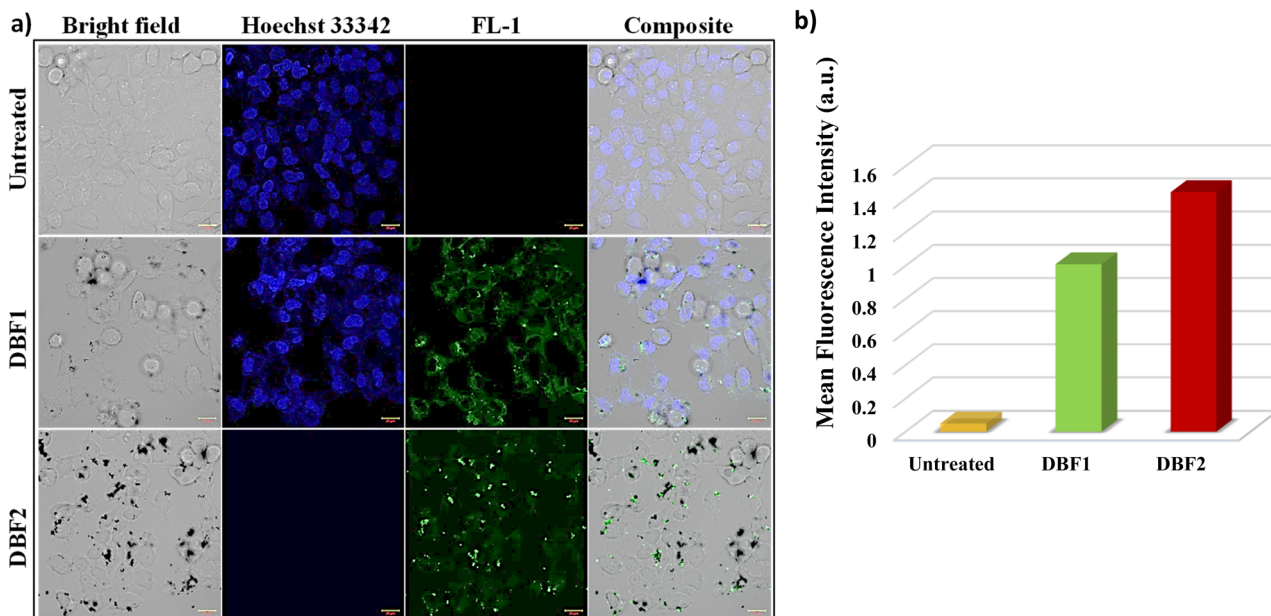 a)
Bright field Hoechst 33342 FL-1 Composite
Untreated
DBF1
DBF2
b)
Mean Fluorescence Intensity (a.u.)
1.6
1.4
1.2
1
0.8
0.6
0.4
0.2
0
Untreated DBF1 DBF2